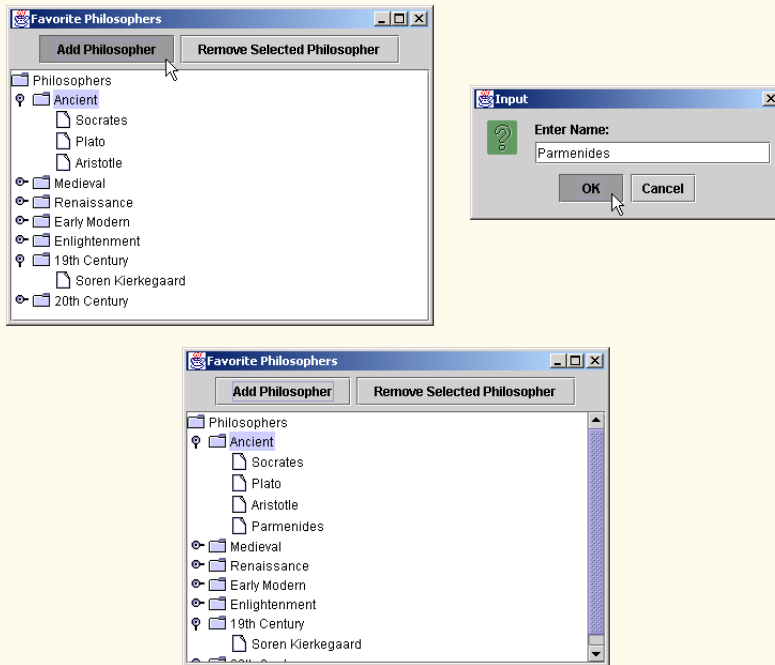 Favorite Philosophers
Add Philosopher Remove Selected Philosopher
Philosophers
Ancient
Socrates
Plato
Aristotle
Medieval
Renaissance
Early Modern
Enlightenment
19th Century
Soren Kierkegaard
20th Century
Input
Enter Name:
Parmenides
OK Cancel
Favorite Philosophers
Add Philosopher Remove Selected Philosopher
Philosophers
Ancient
Socrates
Plato
Aristotle
Parmenides
Medieval
Renaissance
Early Modern
Enlightenment
19th Century
Soren Kierkegaard